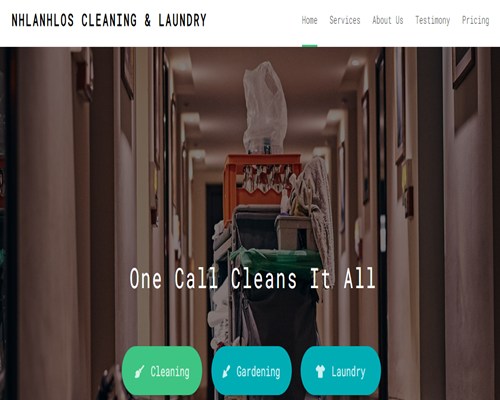 NHLANHLOS CLEANING & LAUNDRY
Home Services About Us Testimony Pricing
One Call Cleans It All
Cleaning Gardening Laundry